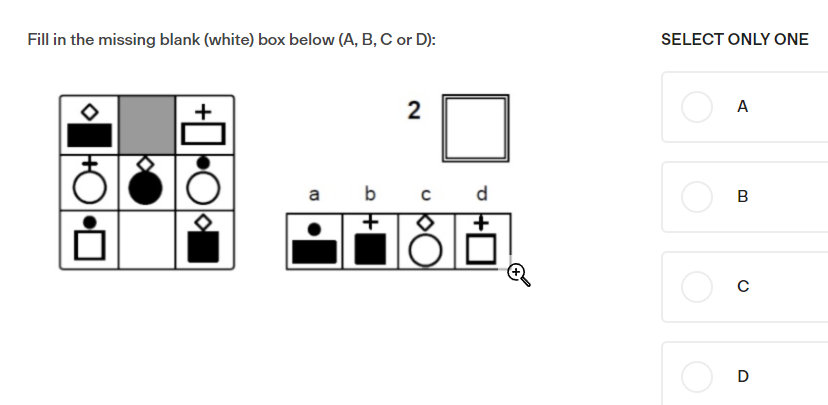 Fill in the missing blank (white) box below (A, B, C or D):
SELECT ONLY ONE
2
a b c d
A
B
C
D